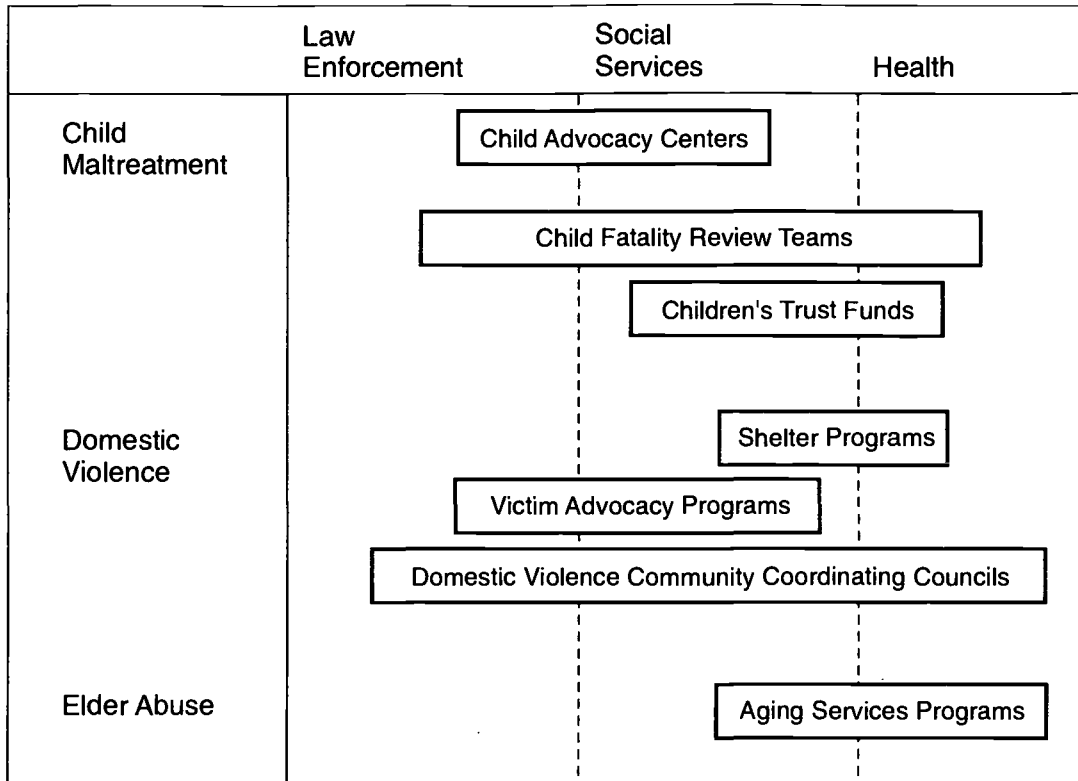 Law
Enforcement
Social
Services
Health
Child
Maltreatment
Child Advocacy Centers
Child Fatality Review Teams
Children's Trust Funds
Domestic
Violence
Shelter Programs
Victim Advocacy Programs
Domestic Violence Community Coordinating Councils
Elder Abuse
Aging Services Programs